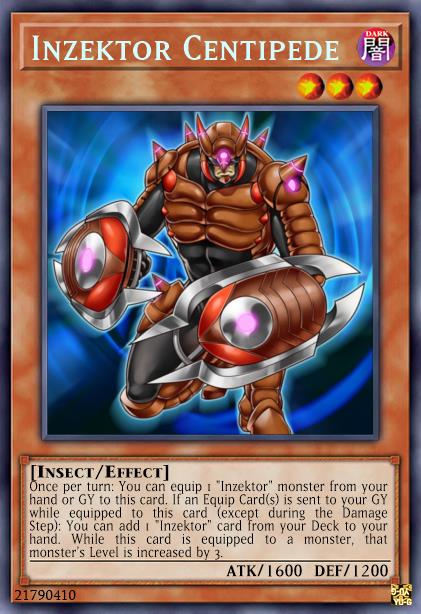 Inzektor Centipede
DARK
闇
[Insect/Effect]
Once per turn: You can equip 1 "Inzektor" monster from your
hand or GY to this card. If an Equip Card(s) is sent to your GY
while equipped to this card (except during the Damage
Step): You can add 1 "Inzektor" card from your Deck to your
hand. While this card is equipped to a monster, that
monster's Level is increased by 3.
ATK/1600 DEF/1200
21790410